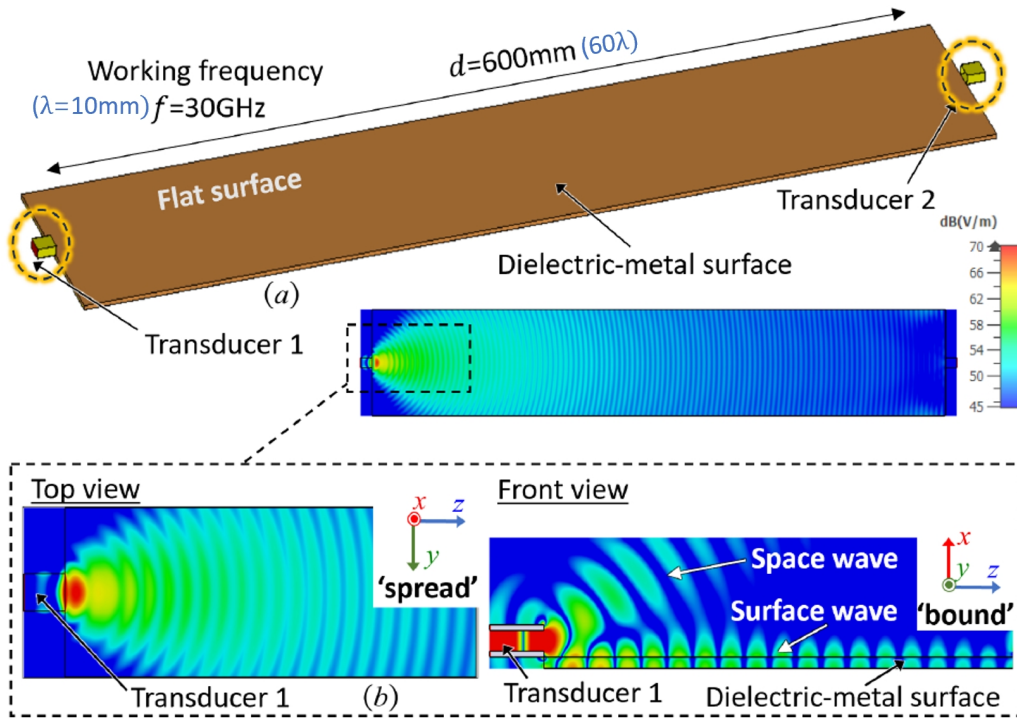 d=600mm (60λ)
Working frequency
(λ=10mm) f=30GHz
Flat surface
Transducer 2
Dielectric-metal surface
(a)
Transducer 1
dB(V/m)
70
66
62
58
54
50
45
Top view
x
z
y
'spread'
Transducer 1
(b)
Front view
Space wave
Surface wave
x
y
z
'bound'
Transducer 1
Dielectric-metal surface